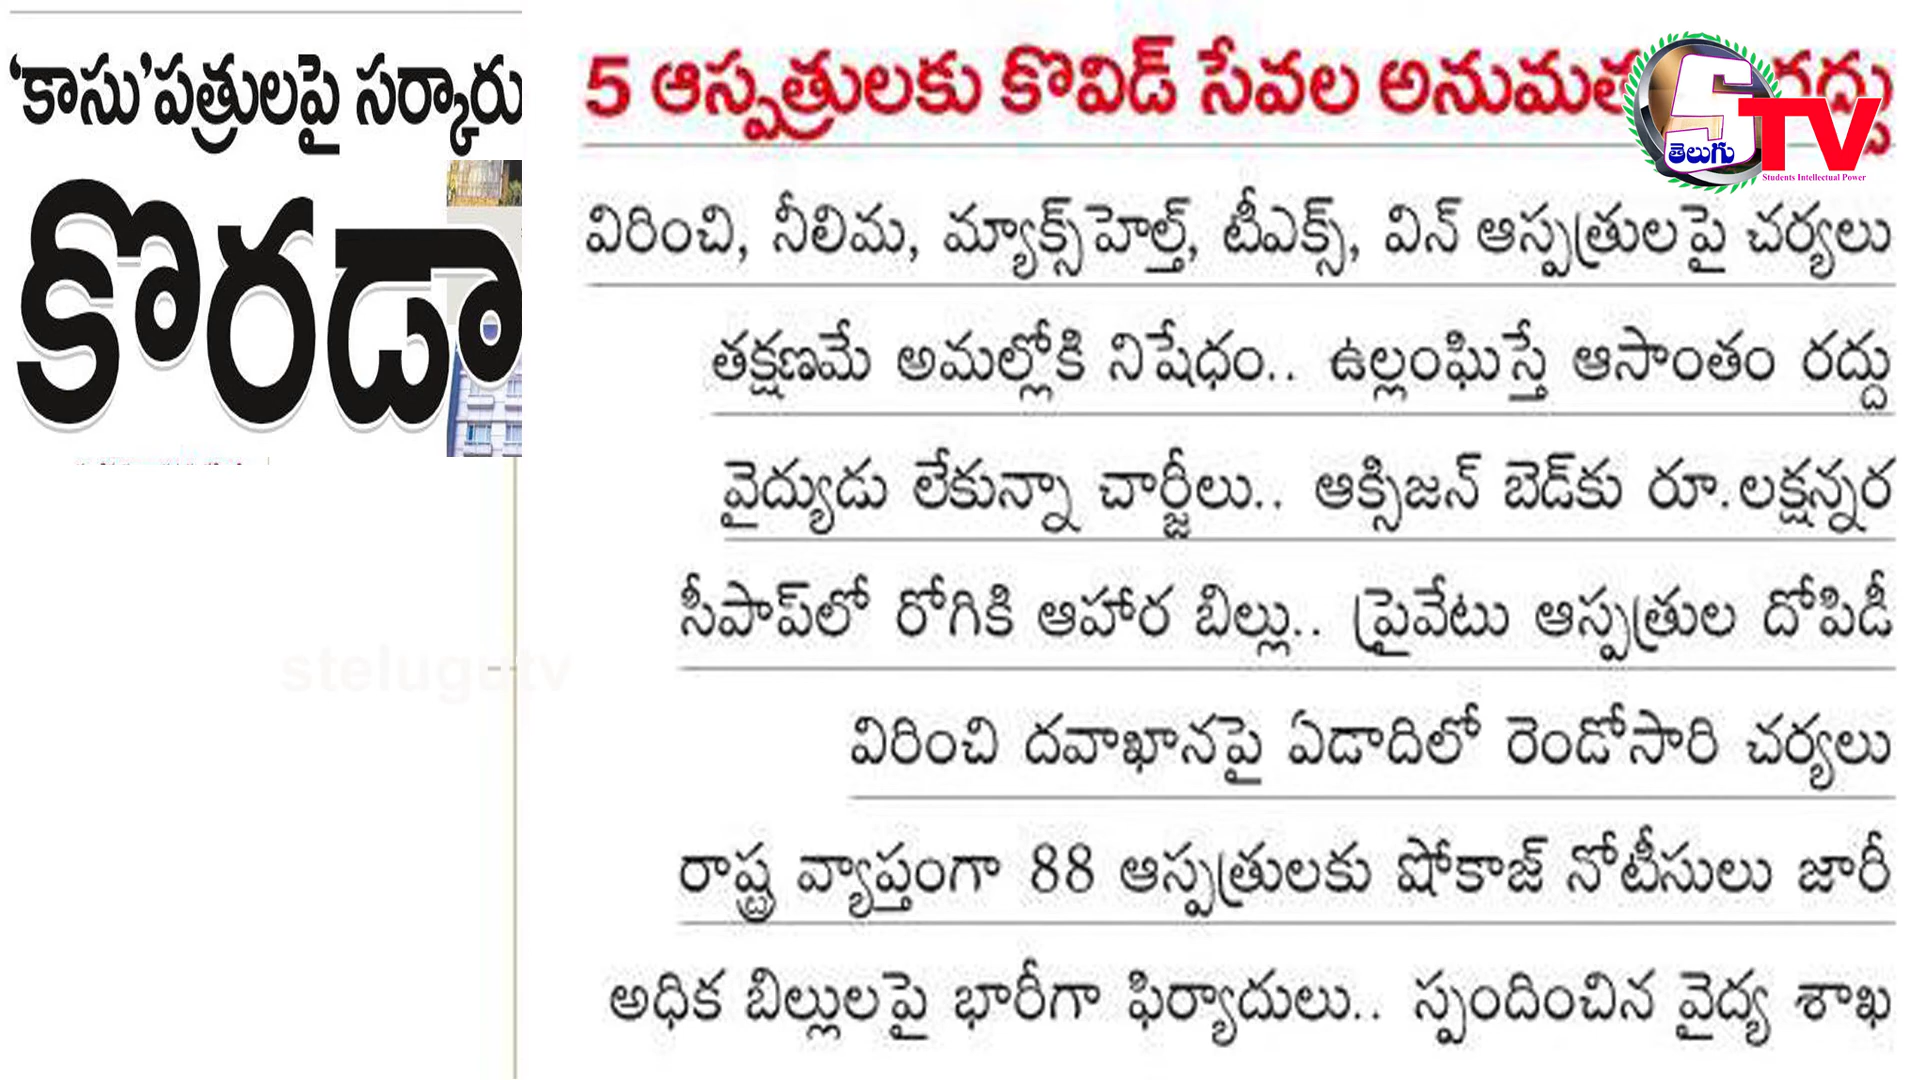 ‘కాసు’పత్రులపై సర్కారు
కొరడా
5 ఆస్పత్రులకు కొవిడ్ సేవల
విరించి, నీలిమ, మ్యాక్స్‌హెల్త్, టీఎక్స్, విన్ ఆస్పత్రులపై చర్యలు
తక్షణమే అమల్లోకి నిషేధం.. ఉల్లంఘిస్తే ఆసాంతం రద్దు
వైద్యుడు లేకున్నా చార్జీలు.. ఆక్సిజన్ బెడ్‌కు రూ.లక్షన్నర
సీపాప్‌లో రోగికి ఆహార బిల్లు.. ప్రైవేటు ఆస్పత్రుల దోపిడీ
విరించి దవాఖానపై ఏడాదిలో రెండోసారి చర్యలు
రాష్ట్ర వ్యాప్తంగా 88 ఆస్పత్రులకు షోకాజ్ నోటీసులు జారీ
అధిక బిల్లులపై భారీగా ఫిర్యాదులు.. స్పందించిన వైద్య శాఖ
S TV
తెలుగు
Students Intellectual Power
stelugutv